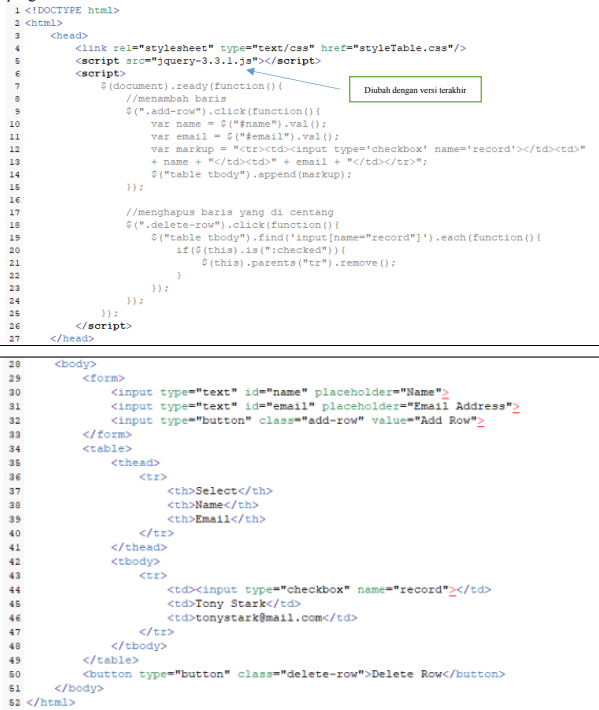 1 <!DOCTYPE html>
2 <html>
3     <head>
4         <link rel="stylesheet" type="text/css" href="styleTable.css"/>
5         <script src="jquery-3.3.1.js"></script>
6         <script>
Diubah dengan versi terakhir
7             $(document).ready(function(){
8                 //menambah baris
9                 $(".add-row").click(function(){
10                     var name = $("#name").val();
11                     var email = $("#email").val();
12                     var markup = "<tr><td><input type='checkbox' name='record'></td><td>"
13                     + name + "</td><td>" + email + "</td></tr>";
14                     $("table tbody").append(markup);
15                 });
16
17                 //menghapus baris yang di centang
18                 $(".delete-row").click(function(){
19                     $("table tbody").find('input[name="record"]').each(function(){
20                         if($(this).is(":checked")){
21                             $(this).parents("tr").remove();
22                         }
23                     });
24                 });
25             });
26         </script>
27     </head>
28     <body>
29         <form>
30             <input type="text" id="name" placeholder="Name">
31             <input type="text" id="email" placeholder="Email Address">
32             <input type="button" class="add-row" value="Add Row">
33         </form>
34         <table>
35             <thead>
36                 <tr>
37                     <th>Select</th>
38                     <th>Name</th>
39                     <th>Email</th>
40                 </tr>
41             </thead>
42             <tbody>
43                 <tr>
44                     <td><input type="checkbox" name="record"></td>
45                     <td>Tony Stark</td>
46                     <td>tonystark@mail.com</td>
47                 </tr>
48             </tbody>
49         </table>
50         <button type="button" class="delete-row">Delete Row</button>
51     </body>
52 </html>